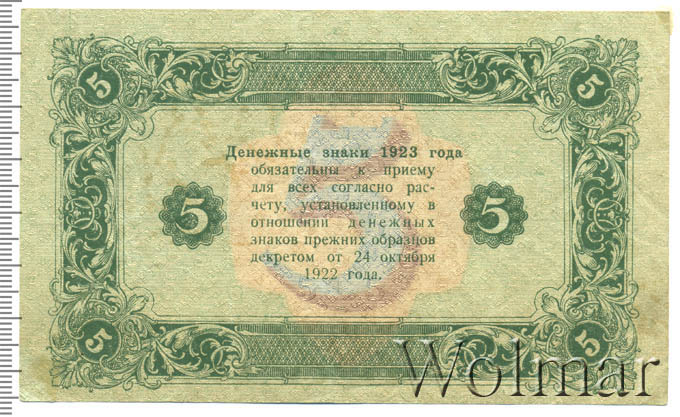 5 5
Денежные знаки 1923 года
обязательны к приему
для всех согласно рас-
чету, установленному в
отношении денежных
знаков прежних образцов
декретом от 24 октября
1922 года.
5 5 5
5 5
Wolmar